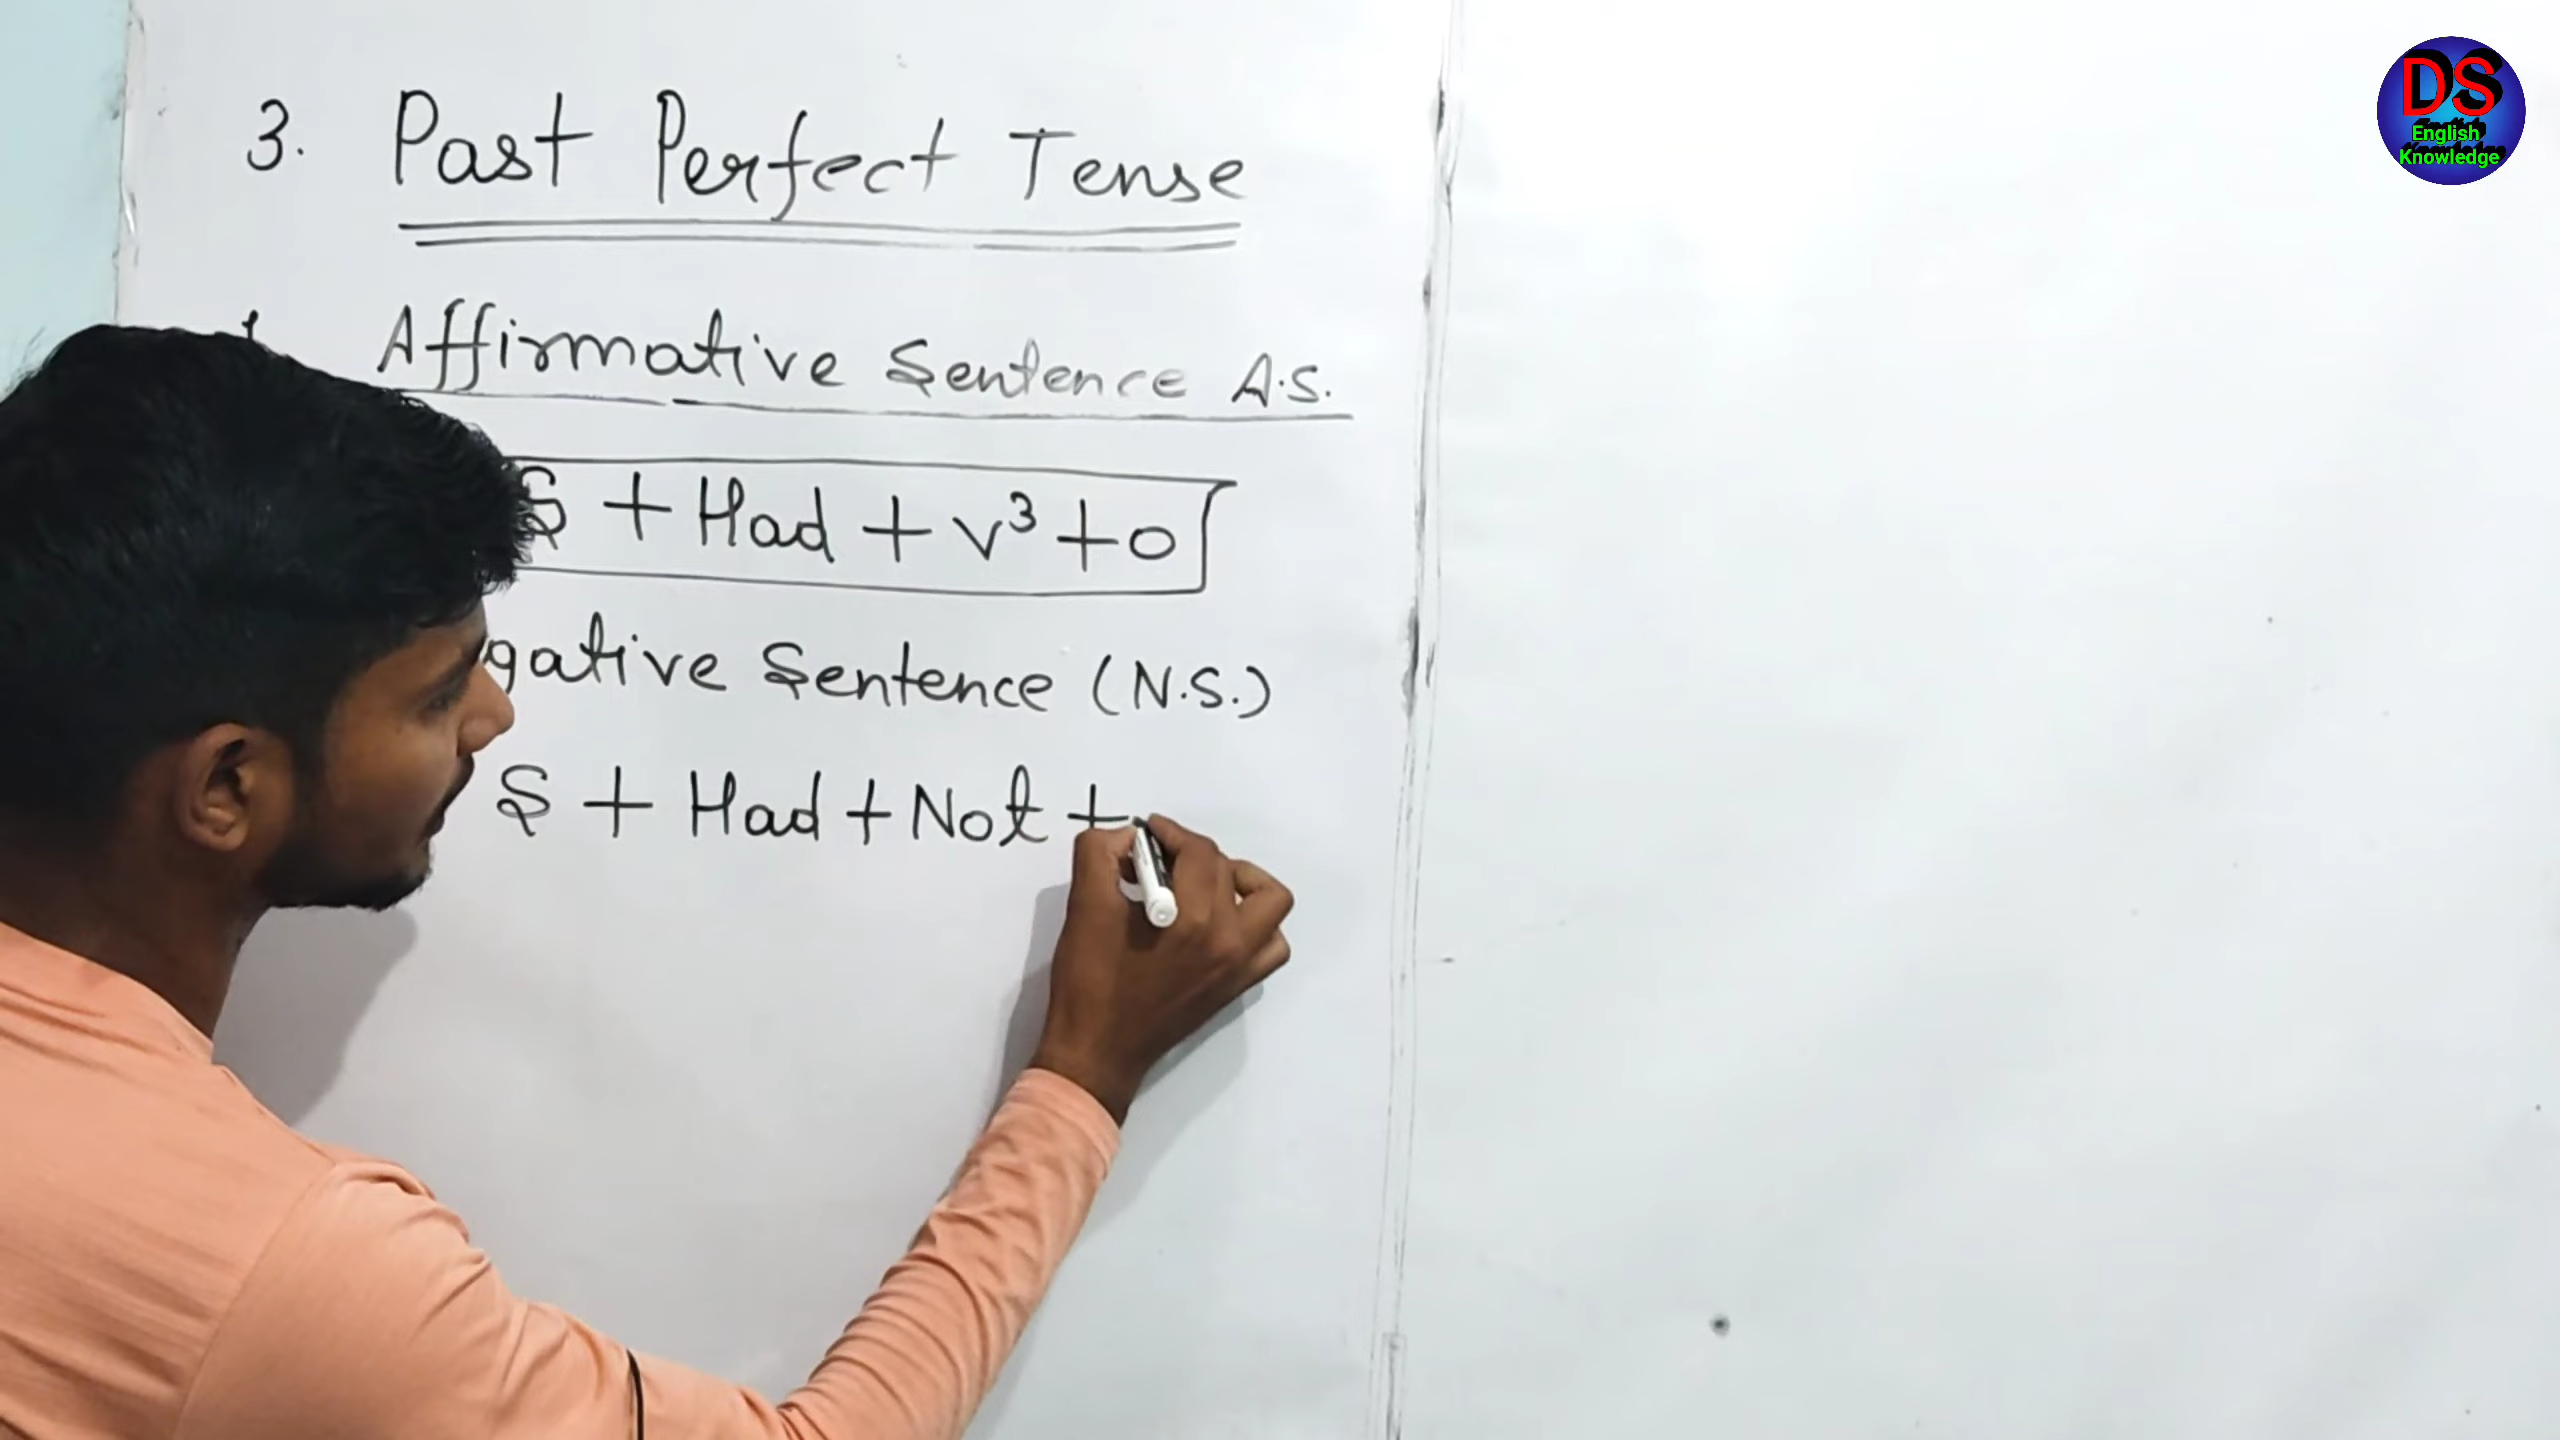 3. Past Perfect Tense
Affirmative Sentence A.S.
S + Had + V³ + O
gative Sentence (N.S.)
S + Had + Not +
DS
English
Knowledge